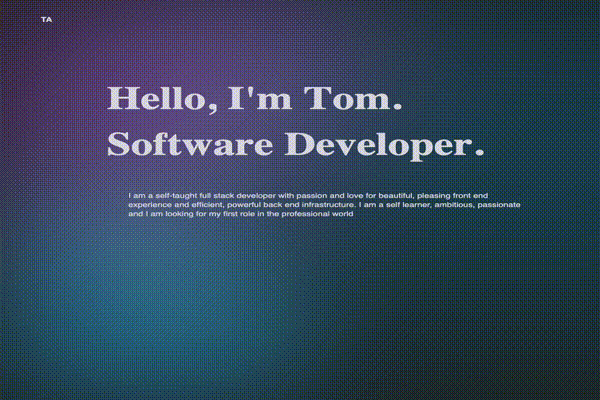 TA
Hello, I'm Tom.
Software Developer.
I am a self-taught full stack developer with passion and love for beautiful, pleasing front end
experience and efficient, powerful back end infrastructure. I am a self learner, ambitious, passionate
and I am looking for my first role in the professional world